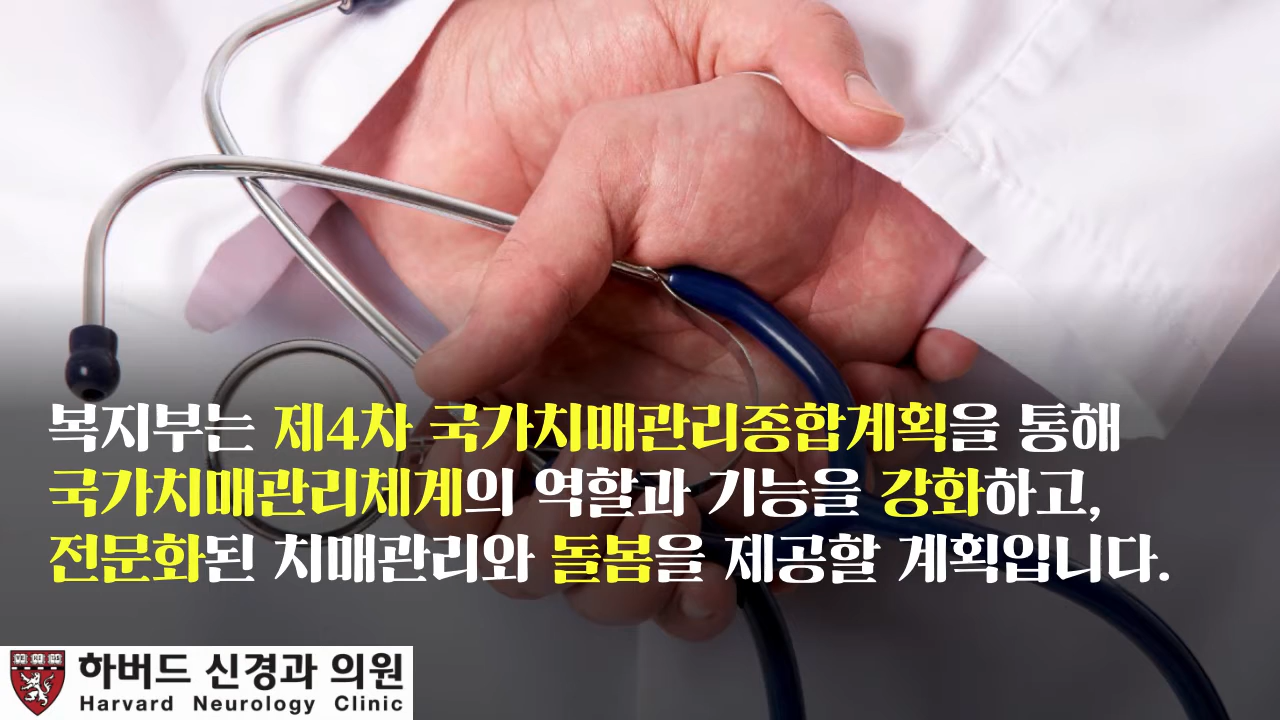 복지부는 제4차 국가치매관리종합계획을 통해
국가치매관리체계의 역할과 기능을 강화하고,
전문화된 치매관리와 돌봄을 제공할 계획입니다.
하버드 신경과 의원
Harvard Neurology Clinic